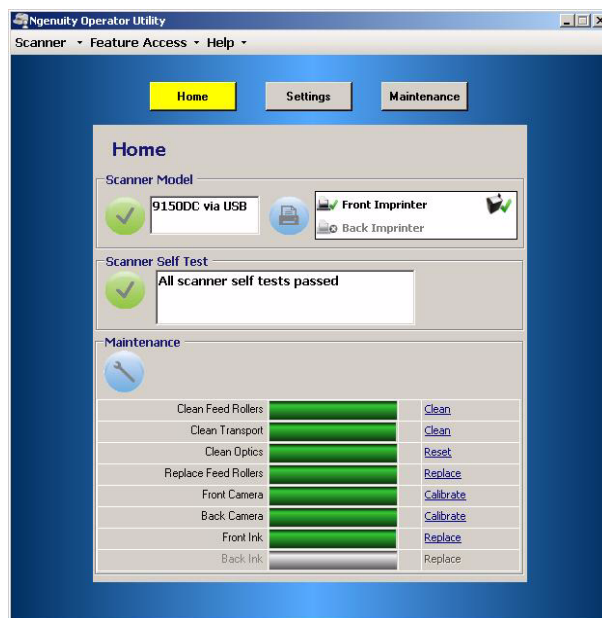 Ngenuity Operator Utility
Scanner Feature Access Help
Home Settings Maintenance
Home
Scanner Model
9150DC via USB
Front Imprinter
Back Imprinter
Scanner Self Test
All scanner self tests passed
Maintenance
Clean Feed Rollers Clean
Clean Transport Clean
Clean Optics Reset
Replace Feed Rollers Replace
Front Camera Calibrate
Back Camera Calibrate
Front Ink Replace
Back Ink Replace